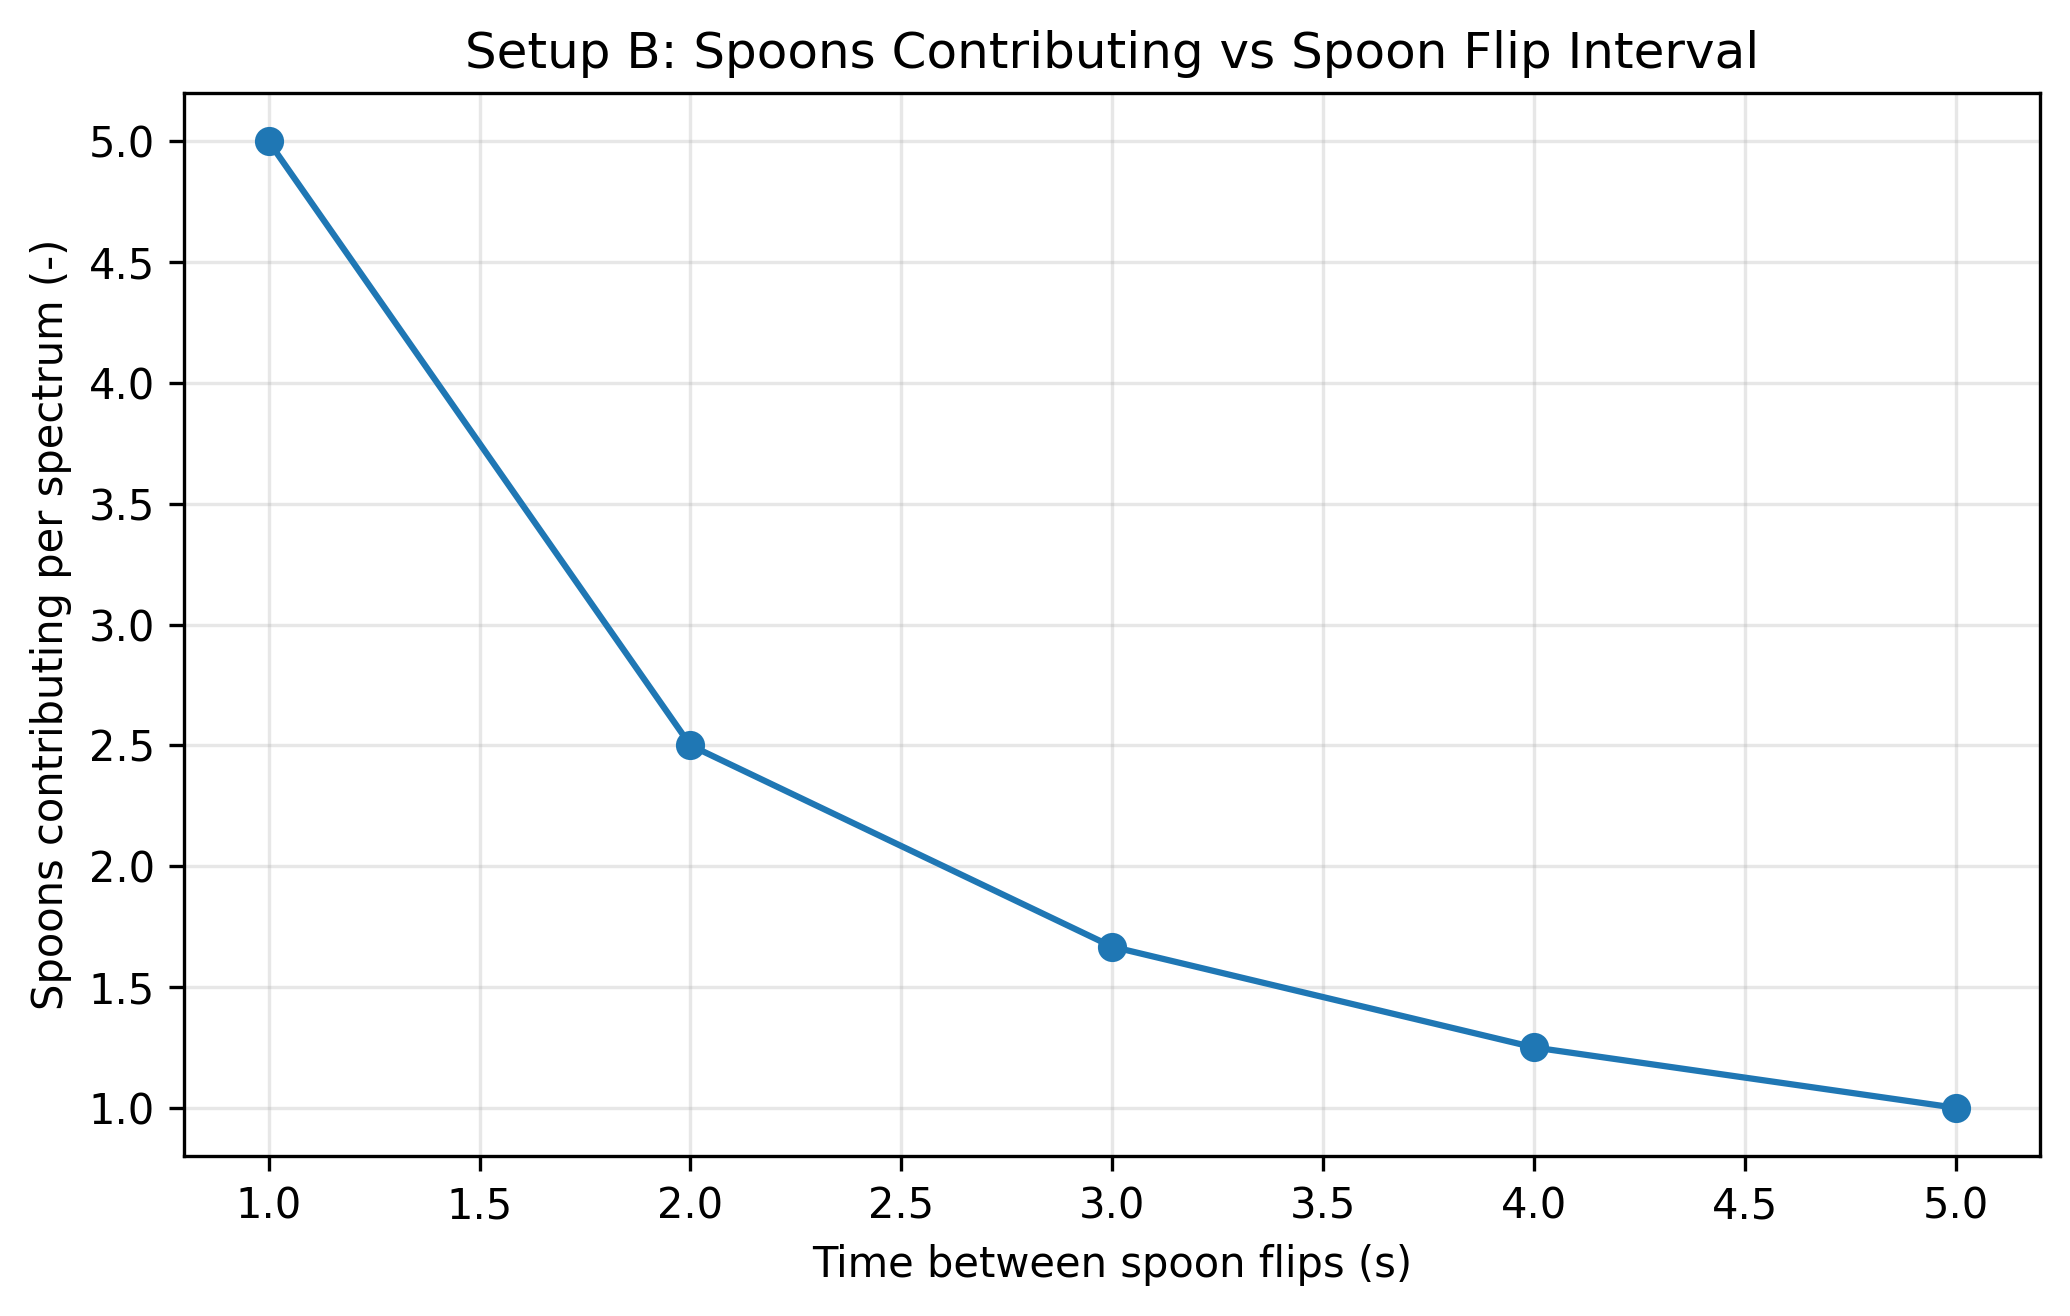 Setup B: Spoons Contributing vs Spoon Flip Interval
Spoons contributing per spectrum (-)
5.0
4.5
4.0
3.5
3.0
2.5
2.0
1.5
1.0
1.0 1.5 2.0 2.5 3.0 3.5 4.0 4.5 5.0
Time between spoon flips (s)